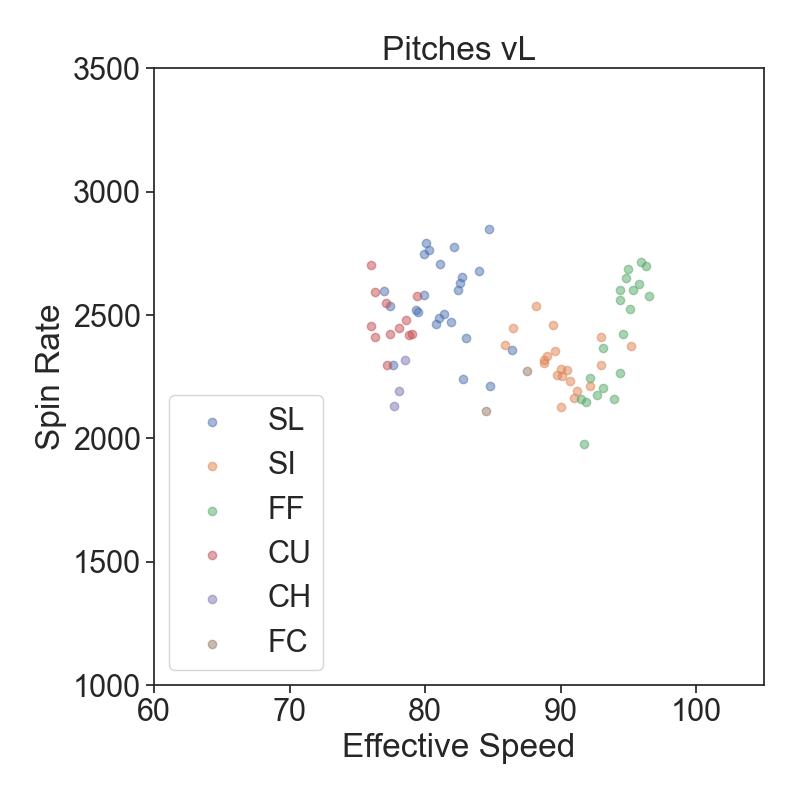 Pitches vL
3500
3000
2500
2000
1500
1000
Spin Rate
SL
SI
FF
CU
CH
FC
60 70 80 90 100
Effective Speed